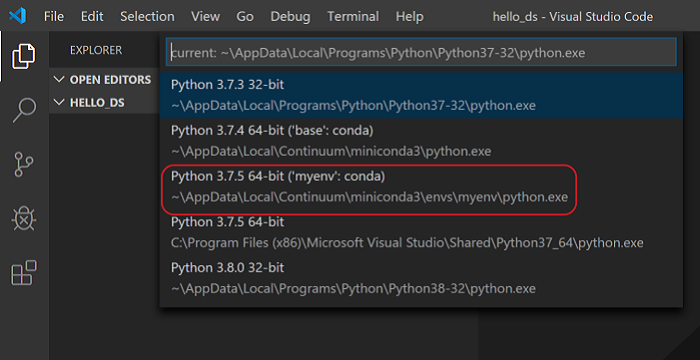 File Edit Selection View Go Debug Terminal Help hello_ds - Visual Studio Code
EXPLORER
OPEN EDITORS
HELLO_DS
current: ~\AppData\Local\Programs\Python\Python37-32\python.exe
Python 3.7.3 32-bit
~\AppData\Local\Programs\Python\Python37-32\python.exe
Python 3.7.4 64-bit ('base': conda)
~\AppData\Local\Continuum\miniconda3\python.exe
Python 3.7.5 64-bit ('myenv': conda)
~\AppData\Local\Continuum\miniconda3\envs\myenv\python.exe
Python 3.7.5 64-bit
C:\Program Files (x86)\Microsoft Visual Studio\Shared\Python37_64\python.exe
Python 3.8.0 32-bit
~\AppData\Local\Programs\Python\Python38-32\python.exe